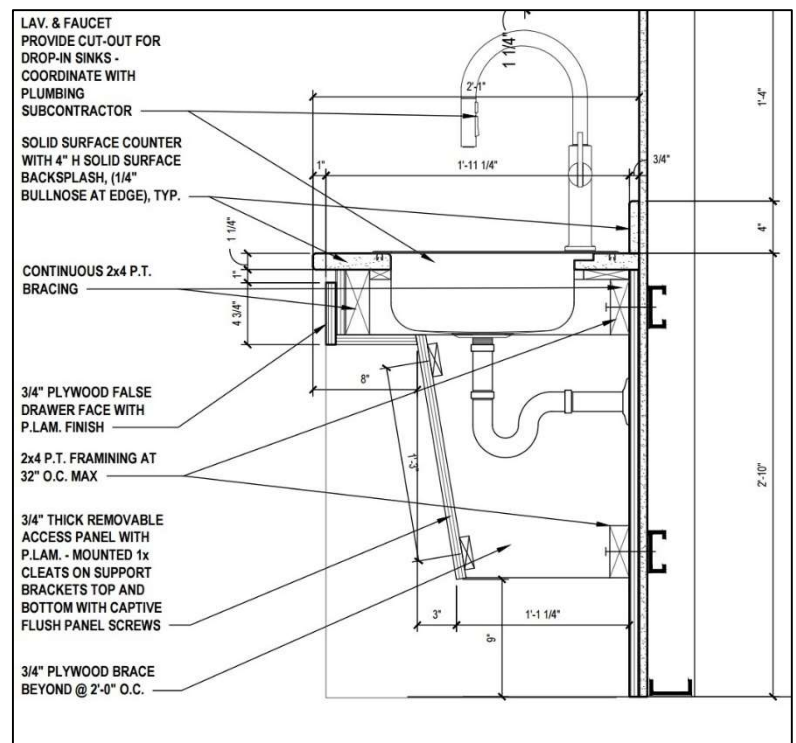 LAV. & FAUCET
PROVIDE CUT-OUT FOR
DROP-IN SINKS -
COORDINATE WITH
PLUMBING
SUBCONTRACTOR
SOLID SURFACE COUNTER
WITH 4" H SOLID SURFACE
BACKSPLASH, (1/4"
BULLNOSE AT EDGE), TYP.
CONTINUOUS 2x4 P.T.
BRACING
3/4" PLYWOOD FALSE
DRAWER FACE WITH
P.LAM. FINISH
2x4 P.T. FRAMINING AT
32" O.C. MAX
3/4" THICK REMOVABLE
ACCESS PANEL WITH
P.LAM. - MOUNTED 1x
CLEATS ON SUPPORT
BRACKETS TOP AND
BOTTOM WITH CAPTIVE
FLUSH PANEL SCREWS
3/4" PLYWOOD BRACE
BEYOND @ 2'-0" O.C.
1 1/4"
2'-1"
1"
1'-11 1/4"
3/4"
1'-4"
4"
1 1/4"
1"
4 3/4"
8"
1'-3"
2'-10"
3"
1'-1 1/4"
9"